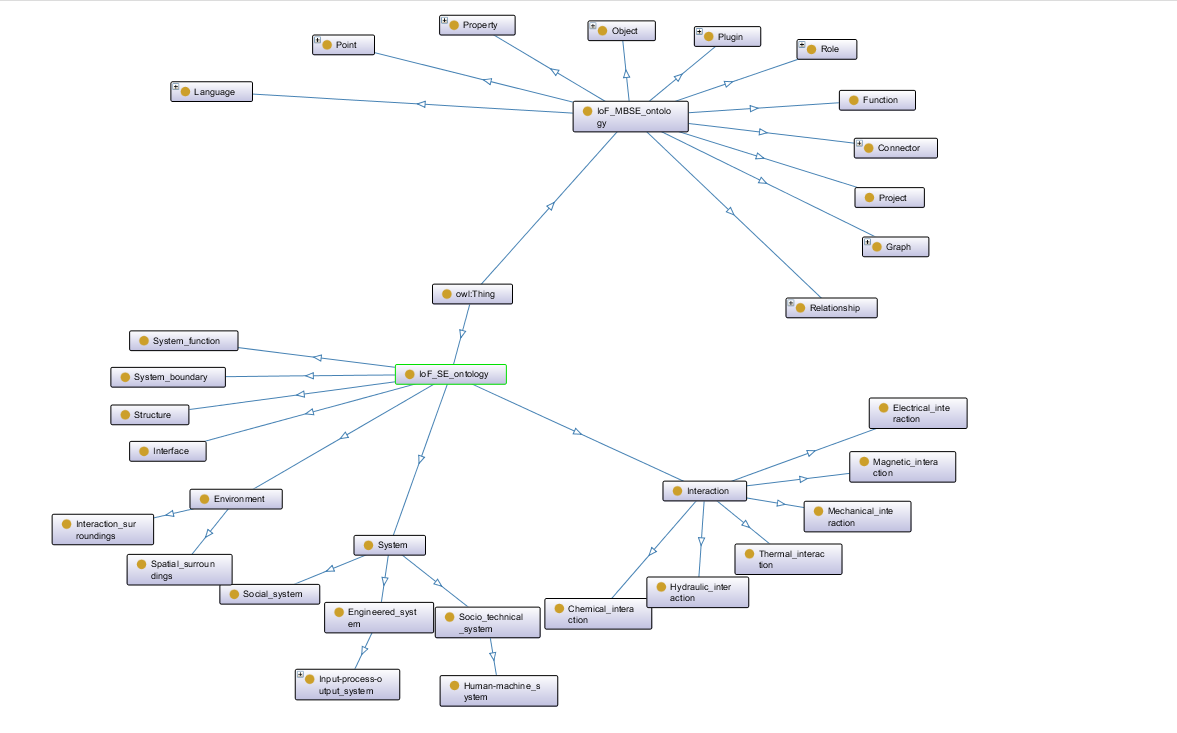 Property
Object
Plugin
Point
Role
Language
Function
IoF_MBSE_ontolo
gy
Connector
Project
Graph
owl:Thing
Relationship
System_function
IoF_SE_ontology
System_boundary
Structure
Electrical_inte
raction
Interface
Magnetic_intera
ction
Environment
Interaction
Interaction_sur
roundings
Mechanical_inte
raction
System
Thermal_interac
tion
Spatial_surroun
dings
Social_system
Hydraulic_inter
action
Engineered_syst
em
Socio_technical
_system
Chemical_intera
ction
Input-process-o
utput_system
Human-machine_s
ystem